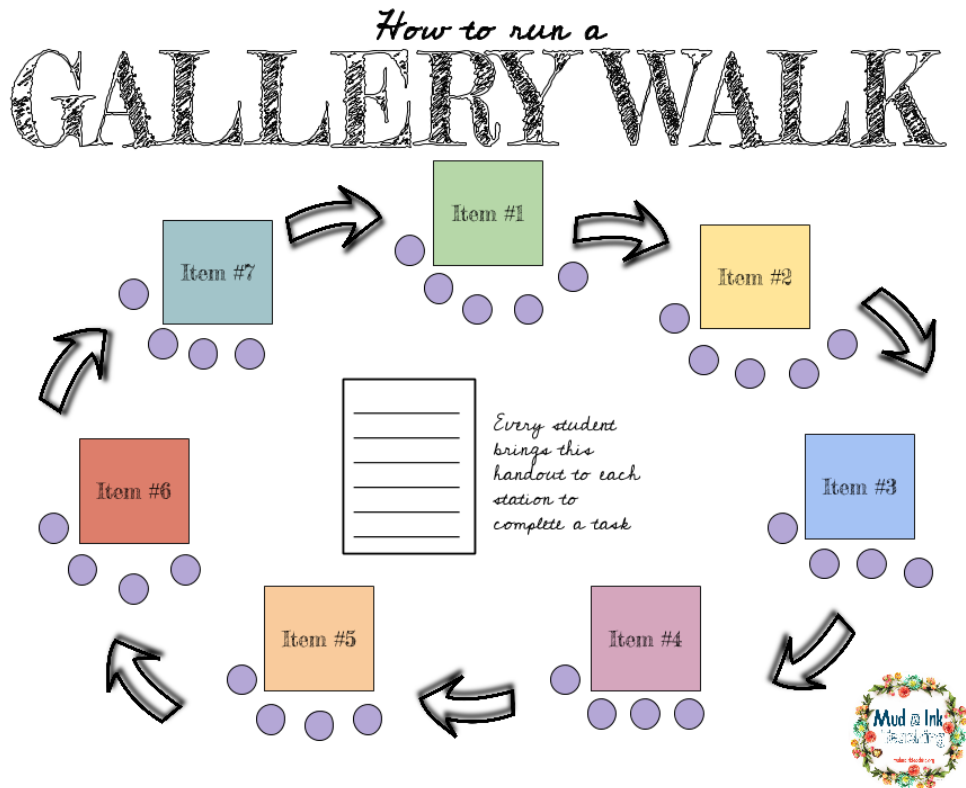 How to run a
GALLERY WALK
Item #1
Item #2
Item #3
Item #4
Item #5
Item #6
Item #7
Every student
brings this
handout to each
station to
complete a task
Mud & Ink
Teaching